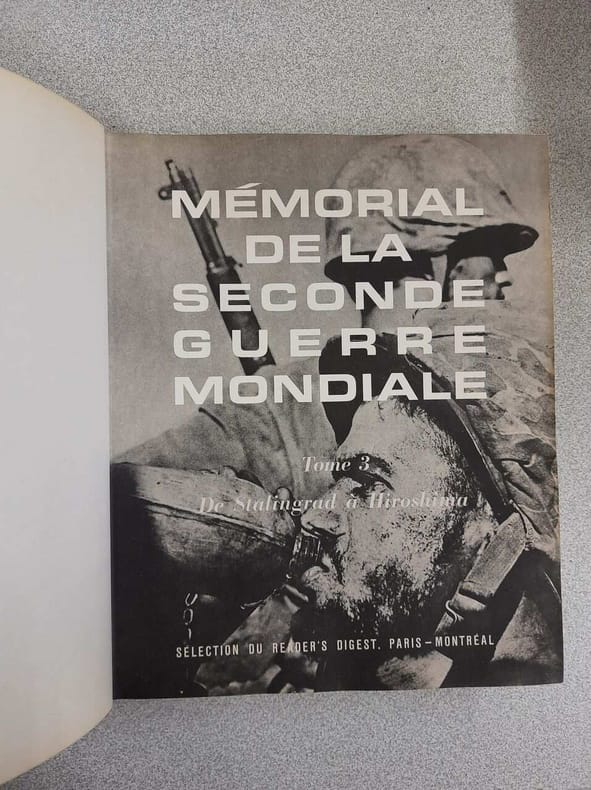 MÉMORIAL
DE LA
SECONDE
GUERRE
MONDIALE
Tome 3
De Stalingrad à Hiroshima
SÉLECTION DU READER'S DIGEST, PARIS – MONTRÉAL